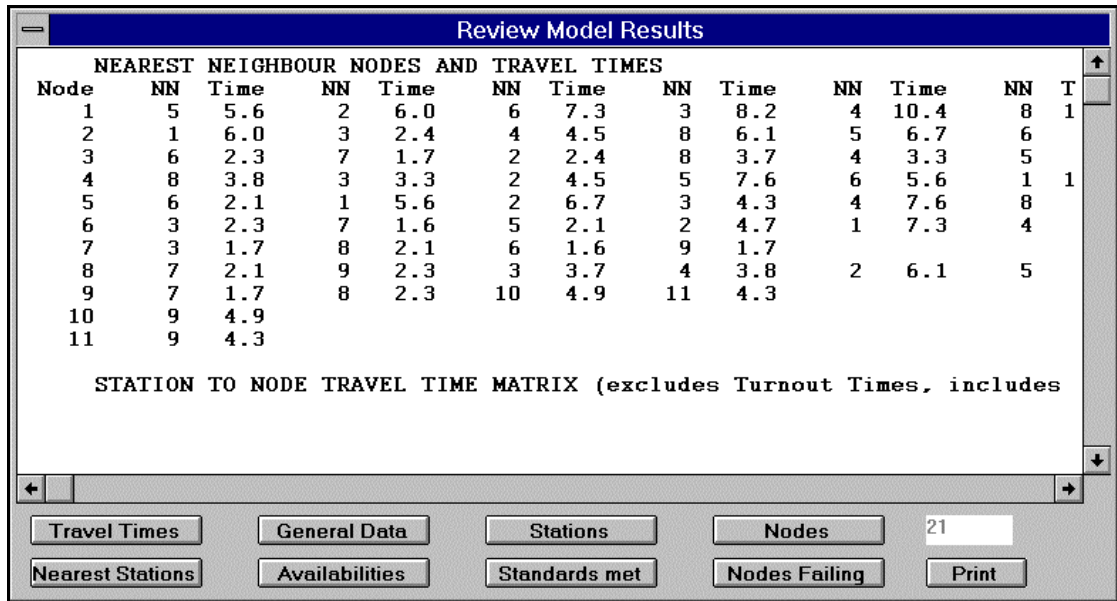 Review Model Results
NEAREST NEIGHBOUR NODES AND TRAVEL TIMES
Node NN Time NN Time NN Time NN Time NN Time NN T
1 5 5.6 2 6.0 6 7.3 3 8.2 4 10.4 8 1
2 1 6.0 3 2.4 4 4.5 8 6.1 5 6.7 6
3 6 2.3 7 1.7 2 2.4 8 3.7 4 3.3 5
4 8 3.8 3 3.3 2 4.5 5 7.6 6 5.6 1 1
5 6 2.1 1 5.6 2 6.7 3 4.3 4 7.6 8
6 3 2.3 7 1.6 5 2.1 2 4.7 1 7.3 4
7 3 1.7 8 2.1 6 1.6 9 1.7
8 7 2.1 9 2.3 3 3.7 4 3.8 2 6.1 5
9 7 1.7 8 2.3 10 4.9 11 4.3
10 9 4.9
11 9 4.3
STATION TO NODE TRAVEL TIME MATRIX (excludes Turnout Times, includes
Travel Times General Data Stations Nodes 21
Nearest Stations Availabilities Standards met Nodes Failing Print